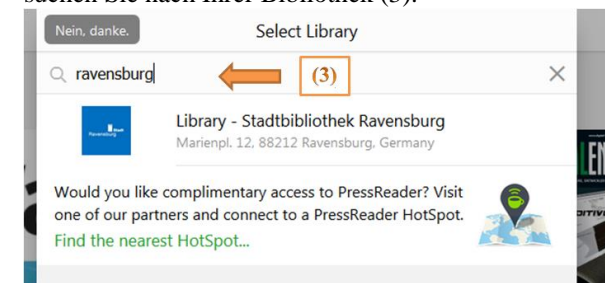 suchen Sie nach Ihrer Bibliothek (3).
Nein, danke.
Select Library
ravensburg
(3)
Library - Stadtbibliothek Ravensburg
Marienpl. 12, 88212 Ravensburg, Germany
Would you like complimentary access to PressReader? Visit
one of our partners and connect to a PressReader HotSpot.
Find the nearest HotSpot...